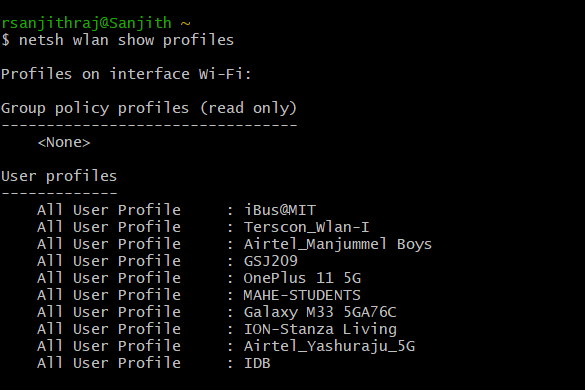 rsanjithraj@Sanjith ~
$ netsh wlan show profiles
Profiles on interface Wi-Fi:
Group policy profiles (read only)
---------------------------------
    <None>
User profiles
-------------
    All User Profile     : iBus@MIT
    All User Profile     : Terscon_Wlan-I
    All User Profile     : Airtel_Manjummel Boys
    All User Profile     : GSJ209
    All User Profile     : OnePlus 11 5G
    All User Profile     : MAHE-STUDENTS
    All User Profile     : Galaxy M33 5GA76C
    All User Profile     : ION-Stanza Living
    All User Profile     : Airtel_Yashuraju_5G
    All User Profile     : IDB